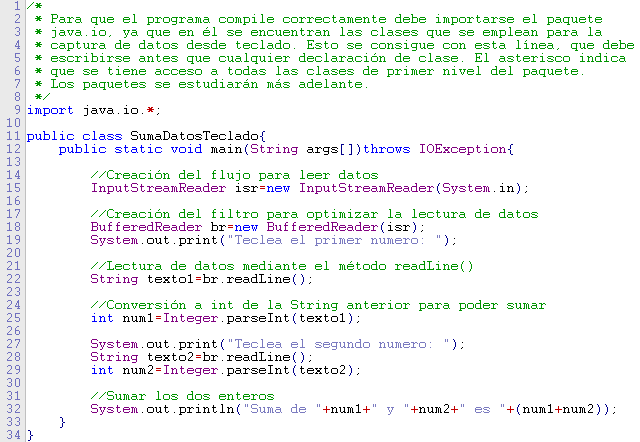 1 /*
2 * Para que el programa compile correctamente debe importarse el paquete
3 * java.io, ya que en él se encuentran las clases que se emplean para la
4 * captura de datos desde teclado. Esto se consigue con esta línea, que debe
5 * escribirse antes que cualquier declaración de clase. El asterisco indica
6 * que se tiene acceso a todas las clases de primer nivel del paquete.
7 * Los paquetes se estudiarán más adelante.
8 */
9 import java.io.*;
10
11 public class SumaDatosTeclado{
12 public static void main(String args[])throws IOException{
13
14 //Creación del flujo para leer datos
15 InputStreamReader isr=new InputStreamReader(System.in);
16
17 //Creación del filtro para optimizar la lectura de datos
18 BufferedReader br=new BufferedReader(isr);
19 System.out.print("Teclea el primer numero: ");
20
21 //Lectura de datos mediante el método readLine()
22 String texto1=br.readLine();
23
24 //Conversión a int de la String anterior para poder sumar
25 int num1=Integer.parseInt(texto1);
26
27 System.out.print("Teclea el segundo numero: ");
28 String texto2=br.readLine();
29 int num2=Integer.parseInt(texto2);
30
31 //Sumar los dos enteros
32 System.out.println("Suma de "+num1+" y "+num2+" es "+(num1+num2));
33 }
34 }